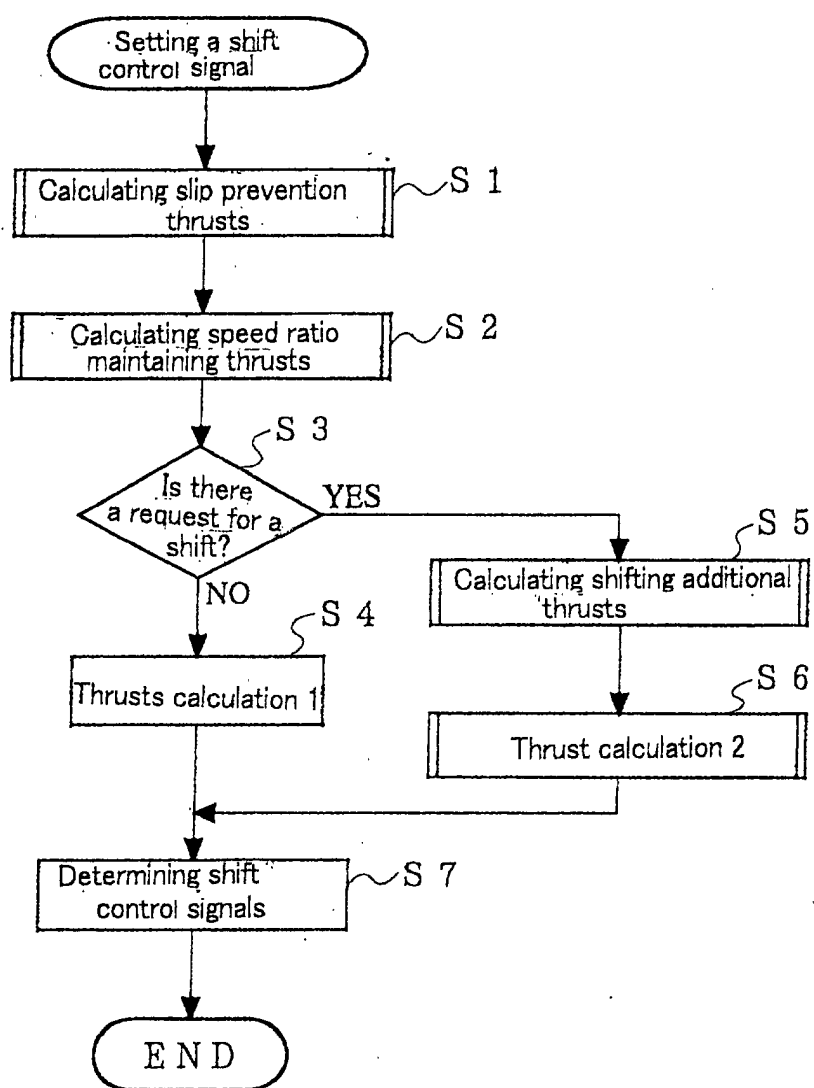 Setting a shift
control signal
Calculating slip prevention
thrusts
S 1
Calculating speed ratio
maintaining thrusts
S 2
S 3
Is there
a request for a
shift?
YES
NO
S 4
Thrusts calculation 1
S 5
Calculating shifting additional
thrusts
S 6
Thrust calculation 2
Determining shift
control signals
S 7
END